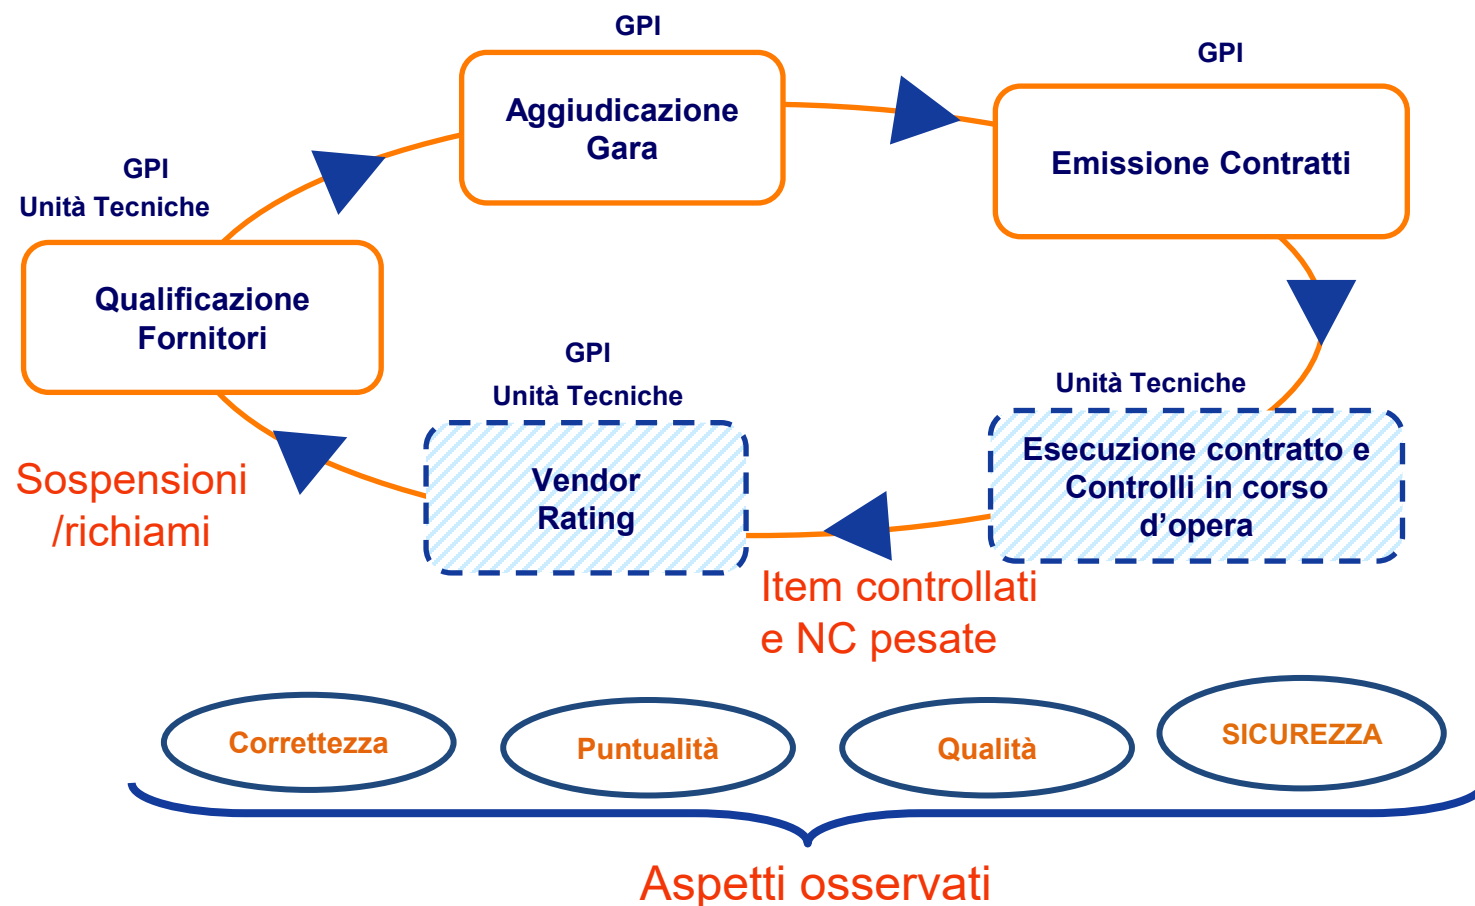 GPI
Aggiudicazione
Gara
GPI
Emissione Contratti
GPI
Unità Tecniche
Qualificazione
Fornitori
GPI
Unità Tecniche
Vendor
Rating
Unità Tecniche
Esecuzione contratto e
Controlli in corso
d’opera
Sospensioni
/richiami
Item controllati
e NC pesate
Correttezza
Puntualità
Qualità
SICUREZZA
Aspetti osservati